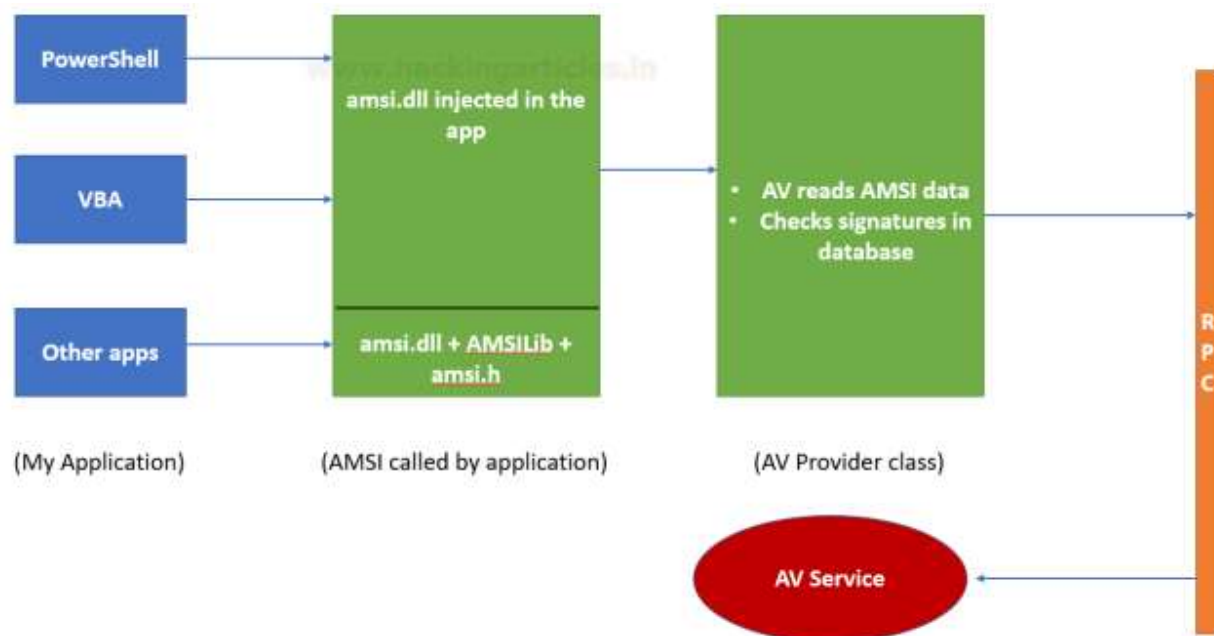 PowerShell
www.hackingarticles.in
amsi.dll injected in the
app
VBA
• AV reads AMSI data
• Checks signatures in
database
Other apps
amsi.dll + AMSILib +
amsi.h
R
P
C
(My Application)
(AMSI called by application)
(AV Provider class)
AV Service